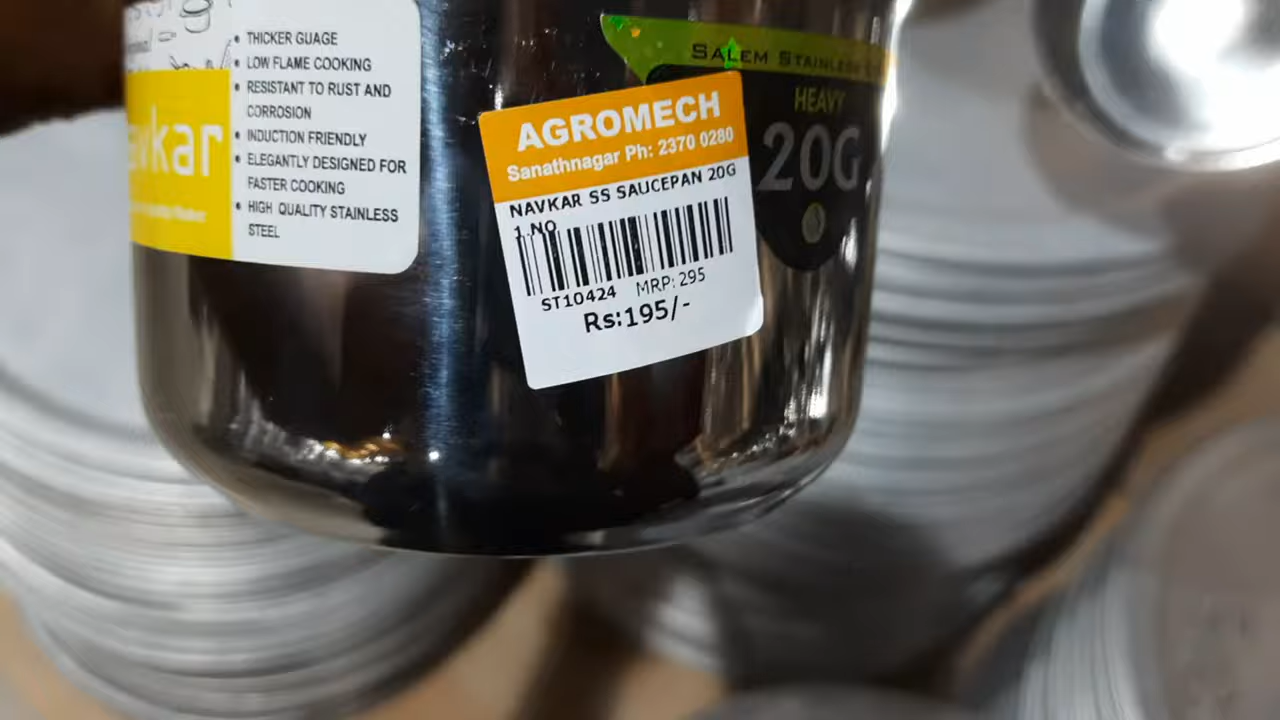 • THICKER GUAGE
• LOW FLAME COOKING
• RESISTANT TO RUST AND
CORROSION
• INDUCTION FRIENDLY
• ELEGANTLY DESIGNED FOR
FASTER COOKING
• HIGH QUALITY STAINLESS
STEEL
avkar
AGROMECH
Sanathnagar Ph: 2370 0280
NAVKAR SS SAUCEPAN 20G
1 NO
ST10424 MRP: 295
Rs:195/-
SALEM STAINLESS
HEAVY
20G